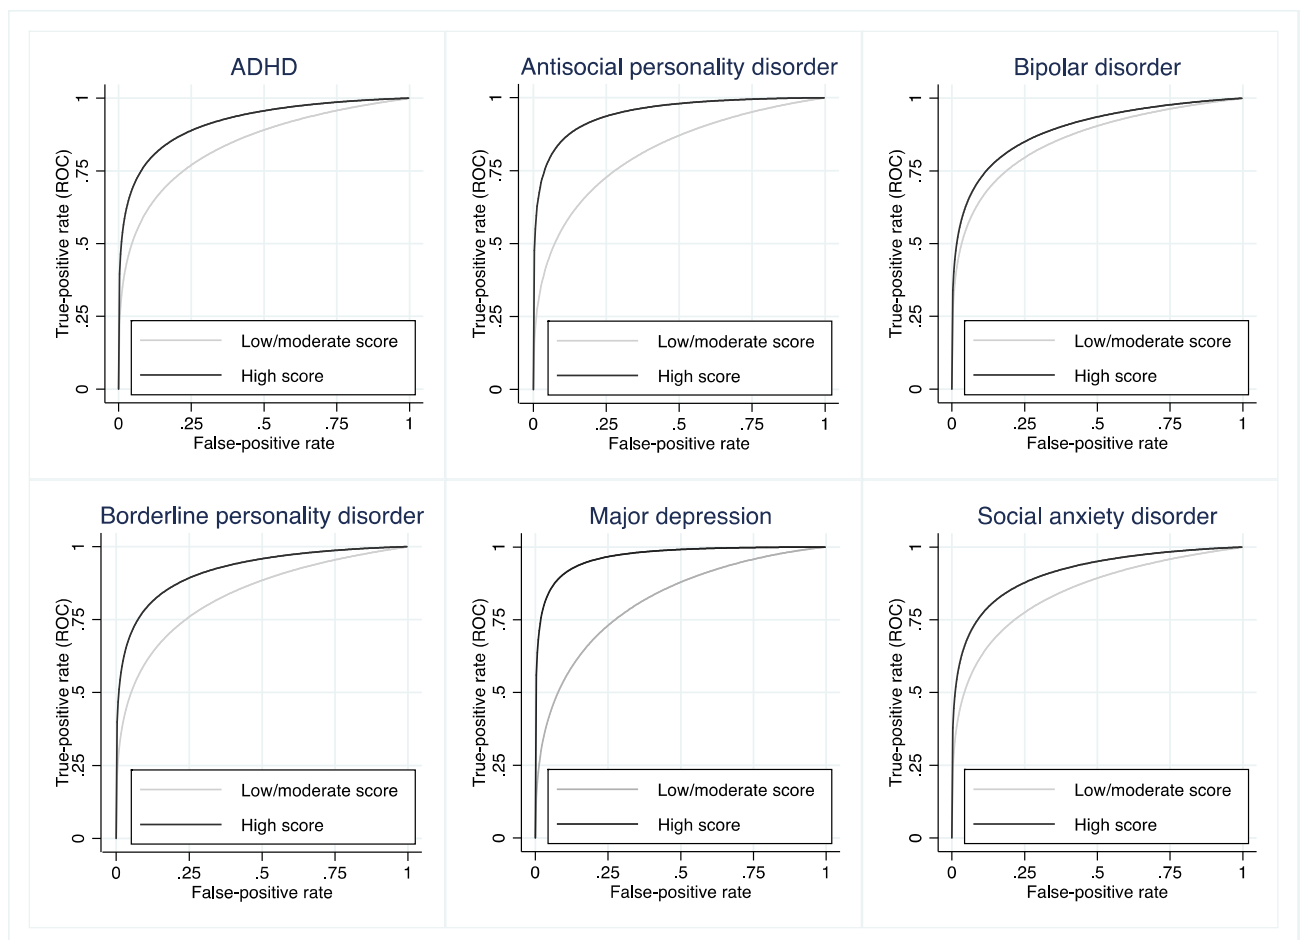 ADHD
True-positive rate (ROC)
1
.75
.5
.25
0
Low/moderate score
High score
0 .25 .5 .75 1
False-positive rate
Antisocial personality disorder
True-positive rate (ROC)
1
.75
.5
.25
0
Low/moderate score
High score
0 .25 .5 .75 1
False-positive rate
Bipolar disorder
True-positive rate (ROC)
1
.75
.5
.25
0
Low/moderate score
High score
0 .25 .5 .75 1
False-positive rate
Borderline personality disorder
True-positive rate (ROC)
1
.75
.5
.25
0
Low/moderate score
High score
0 .25 .5 .75 1
False-positive rate
Major depression
True-positive rate (ROC)
1
.75
.5
.25
0
Low/moderate score
High score
0 .25 .5 .75 1
False-positive rate
Social anxiety disorder
True-positive rate (ROC)
1
.75
.5
.25
0
Low/moderate score
High score
0 .25 .5 .75 1
False-positive rate